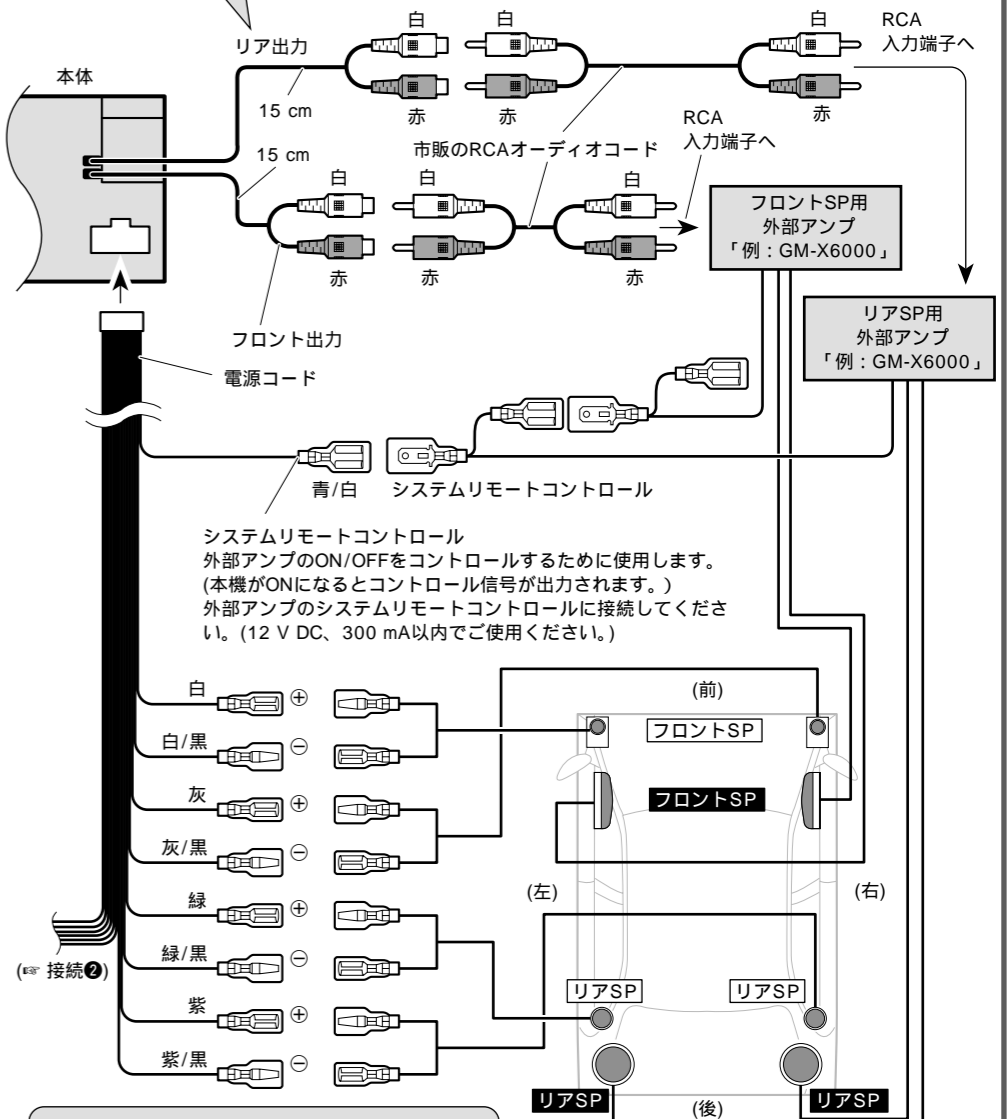 リア出力
白
白
白
RCA
入力端子へ
本体
15 cm
赤
赤
赤
15 cm
市販のRCAオーディオコード
RCA
入力端子へ
白
白
白
フロントSP用
外部アンプ
「例：GM-X6000」
赤
赤
赤
リアSP用
外部アンプ
「例：GM-X6000」
フロント出力
電源コード
青/白
システムリモートコントロール
システムリモートコントロール
外部アンプのON/OFFをコントロールするために使用します。
(本機がONになるとコントロール信号が出力されます。)
外部アンプのシステムリモートコントロールに接続してくださ
い。(12 V DC、300 mA以内でご使用ください。)
白
⊕
(前)
フロントSP
白/黒
⊖
フロントSP
灰
⊕
灰/黒
⊖
(左)
(右)
緑
⊕
緑/黒
⊖
(☞ 接続❷)
リアSP
リアSP
紫
⊕
紫/黒
⊖
リアSP
(後)
リアSP